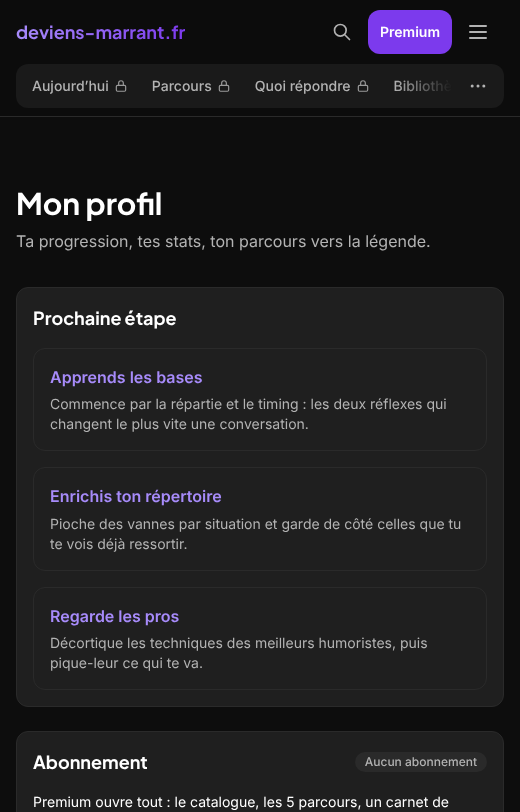 deviens-marrant.fr
Premium
Aujourd'hui
Parcours
Quoi répondre
Biblioth
Mon profil
Ta progression, tes stats, ton parcours vers la légende.
Prochaine étape
Apprends les bases
Commence par la répartie et le timing : les deux réflexes qui
changent le plus vite une conversation.
Enrichis ton répertoire
Pioche des vannes par situation et garde de côté celles que tu
te vois déjà ressortir.
Regarde les pros
Décortique les techniques des meilleurs humoristes, puis
pique-leur ce qui te va.
Abonnement
Aucun abonnement
Premium ouvre tout : le catalogue, les 5 parcours, un carnet de